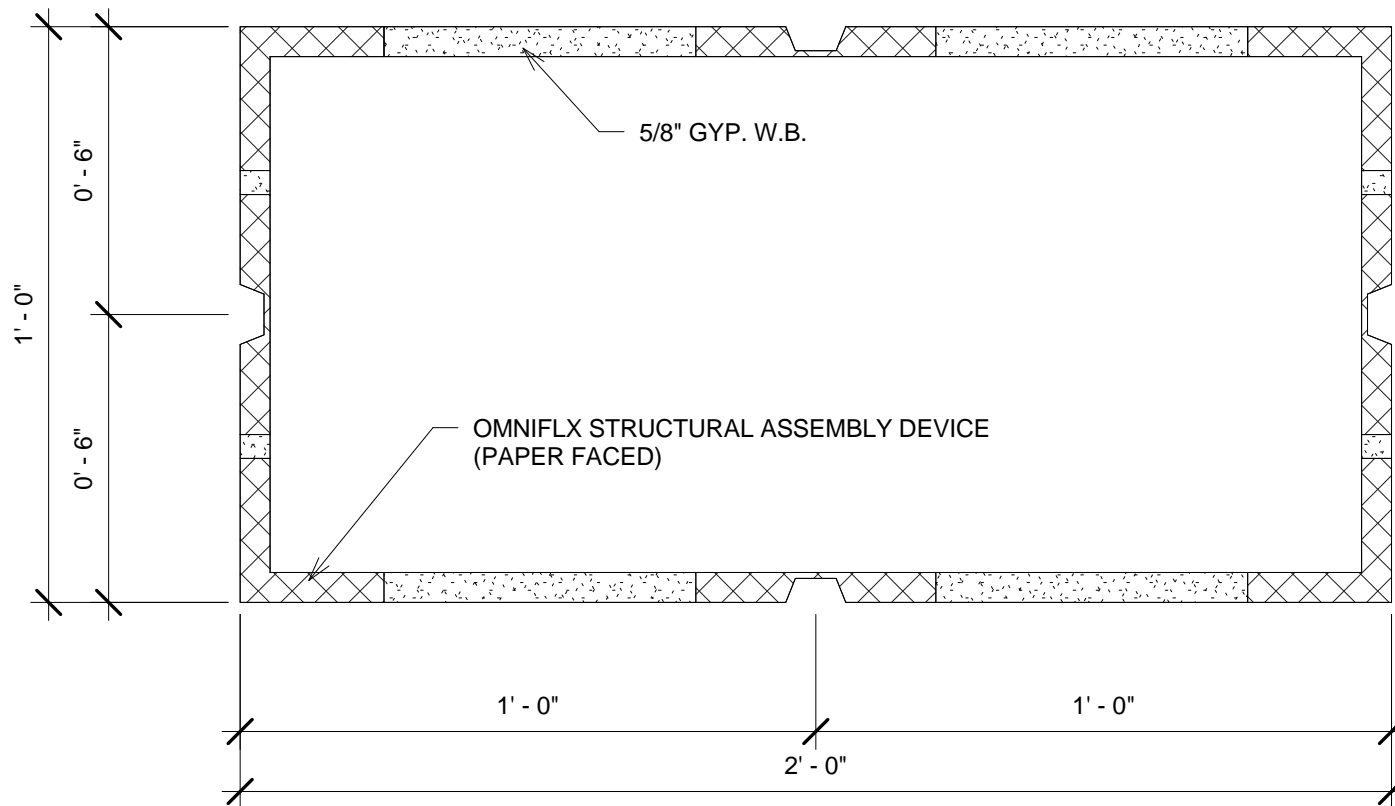 5/8" GYP. W.B.
0' - 6"
1' - 0"
0' - 6"
OMNIFLX STRUCTURAL ASSEMBLY DEVICE
(PAPER FACED)
1' - 0"
1' - 0"
2' - 0"